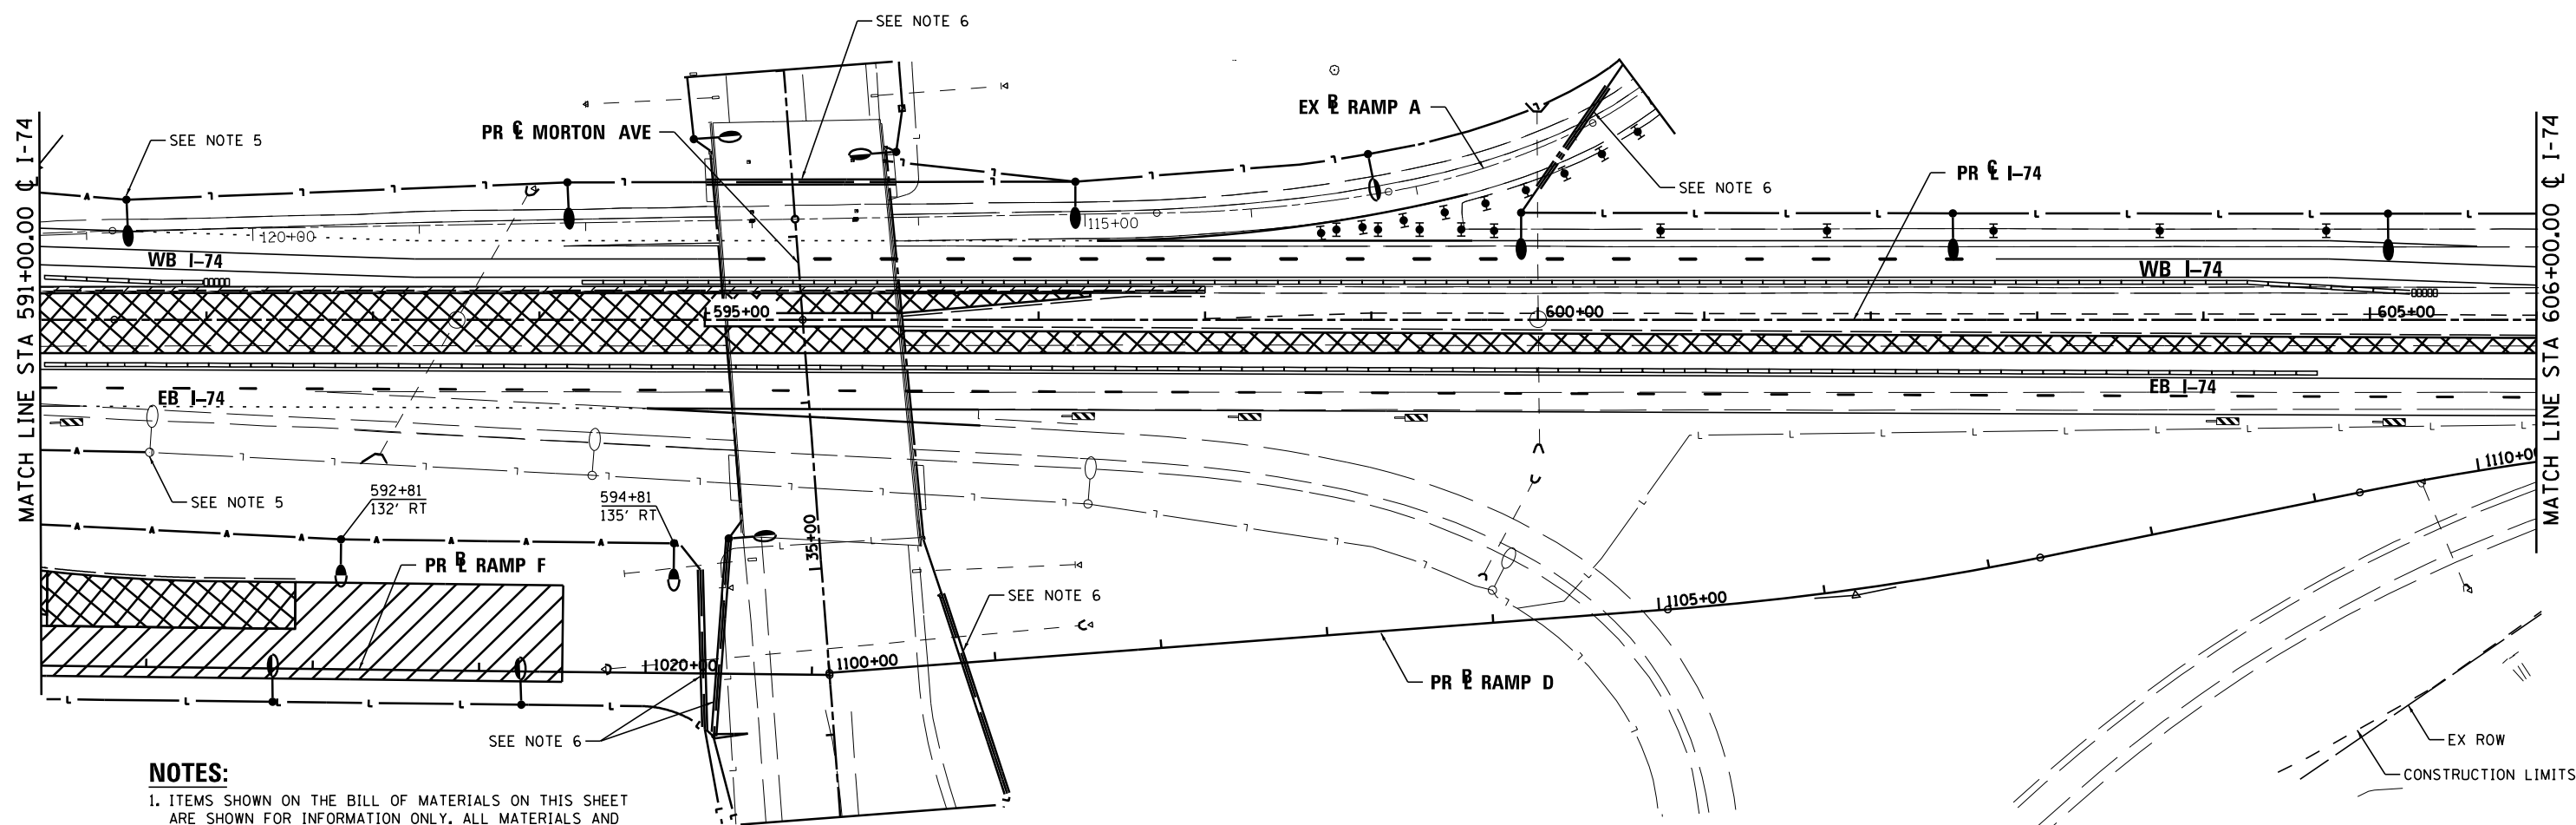 SEE NOTE 6
MATCH LINE STA 591+00.00 ℄ I-74
SEE NOTE 5
PR ℄ MORTON AVE
EX BL RAMP A
PR ℄ I-74
SEE NOTE 6
MATCH LINE STA 606+00.00 ℄ I-74
120+00
115+00
WB I-74
WB I-74
595+00
600+00
605+00
EB I-74
EB I-74
SEE NOTE 5
592+81
132' RT
594+81
135' RT
135+00
1110+00
PR BL RAMP F
SEE NOTE 6
1105+00
1020+00
1100+00
PR BL RAMP D
SEE NOTE 6
EX ROW
CONSTRUCTION LIMITS
NOTES:
1. ITEMS SHOWN ON THE BILL OF MATERIALS ON THIS SHEET
ARE SHOWN FOR INFORMATION ONLY. ALL MATERIALS AND